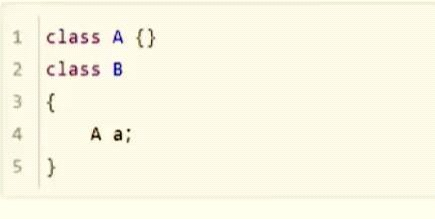 1 class A {}
2 class B
3 {
4     A a;
5 }